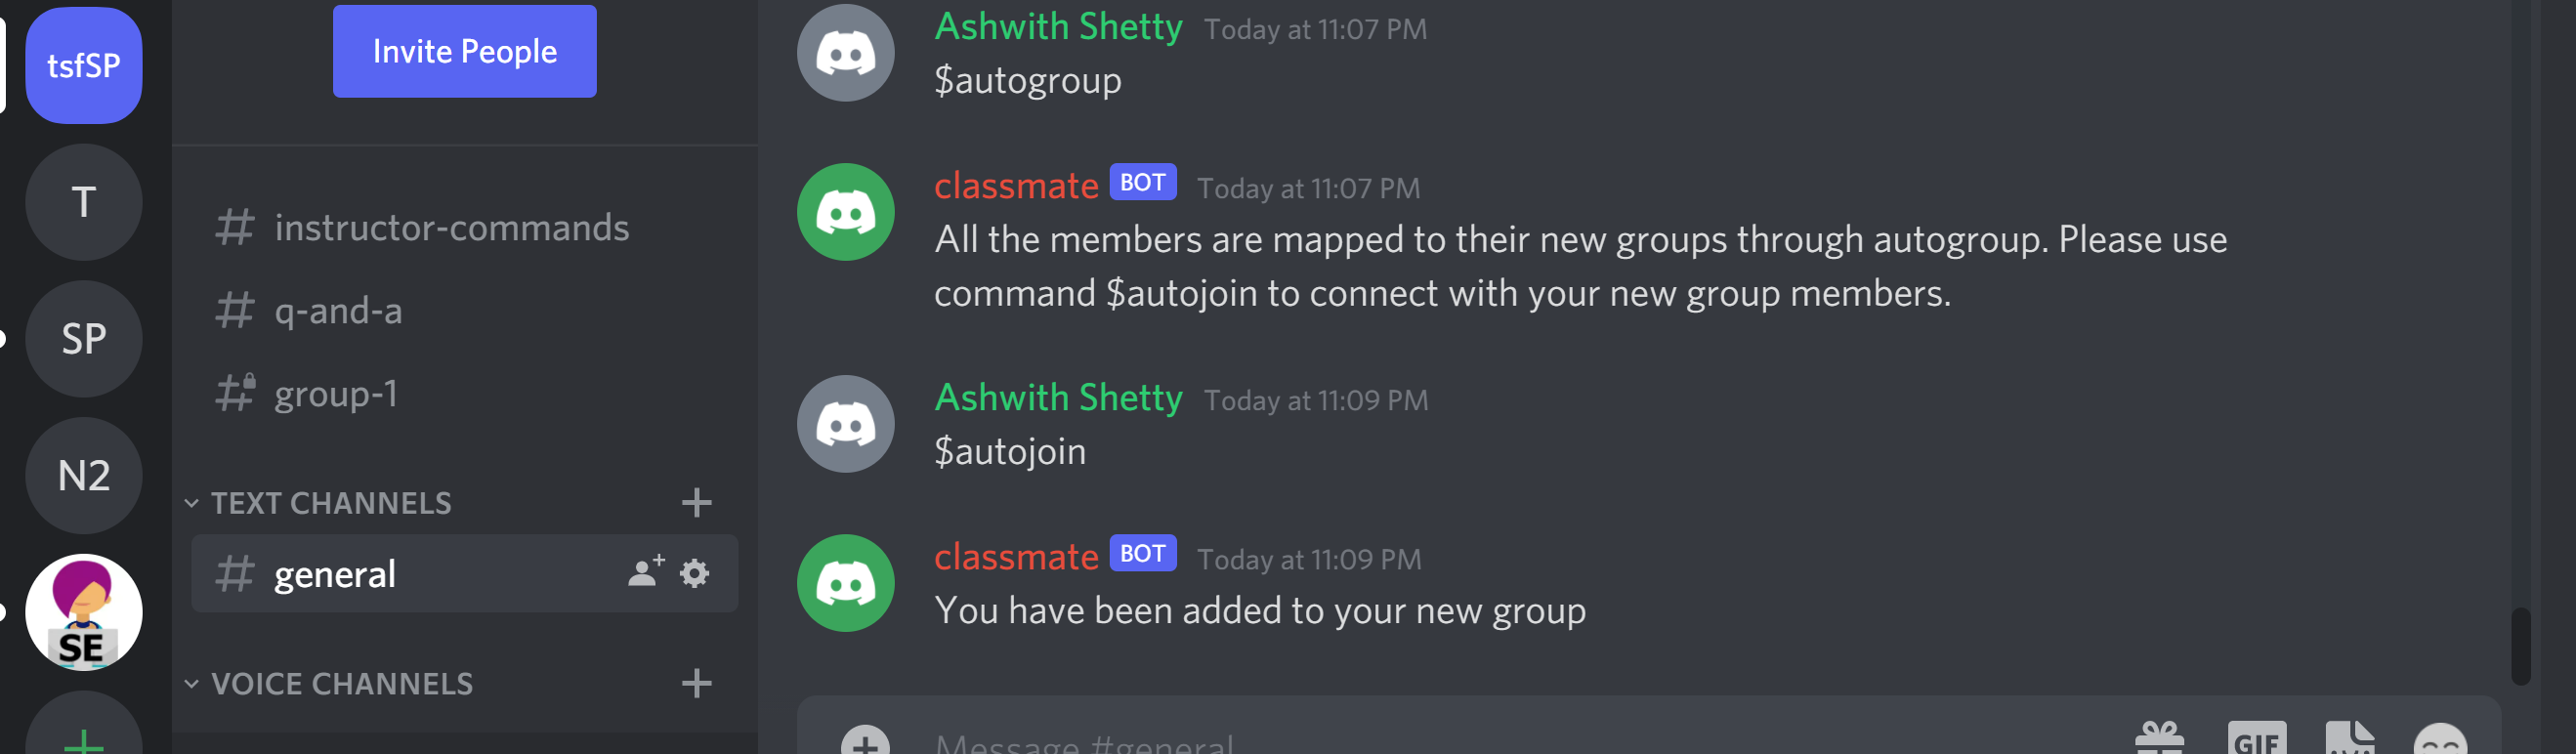 tsfSP
T
SP
N2
SE
Invite People
instructor-commands
q-and-a
group-1
TEXT CHANNELS
general
VOICE CHANNELS
Ashwith Shetty Today at 11:07 PM
$autogroup
classmate BOT Today at 11:07 PM
All the members are mapped to their new groups through autogroup. Please use
command $autojoin to connect with your new group members.
Ashwith Shetty Today at 11:09 PM
$autojoin
classmate BOT Today at 11:09 PM
You have been added to your new group
Message #general
GIF